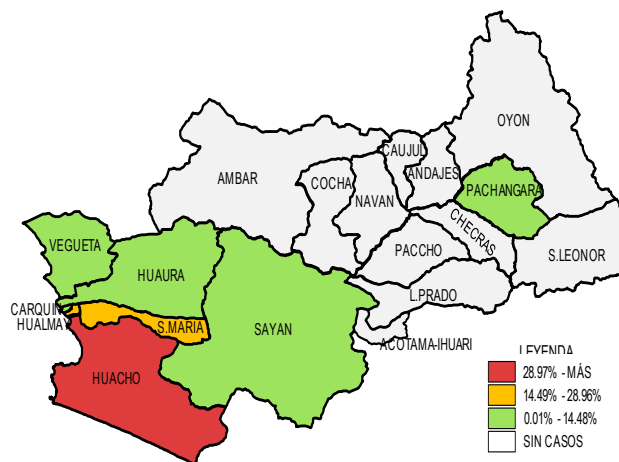 OYON
CAUJUL
ANDAJES
AMBAR
COCHA
NAVAN
PACHANGARA
CHECRAS
VEGUETA
PACCHO
S.LEONOR
HUAURA
L.PRADO
CARQUIN
HUALMAY
S.MARIA
SAYAN
ACOTAMA-IHUARI
HUACHO
LEYENDA
28.97% - MÁS
14.49% - 28.96%
0.01% - 14.48%
SIN CASOS